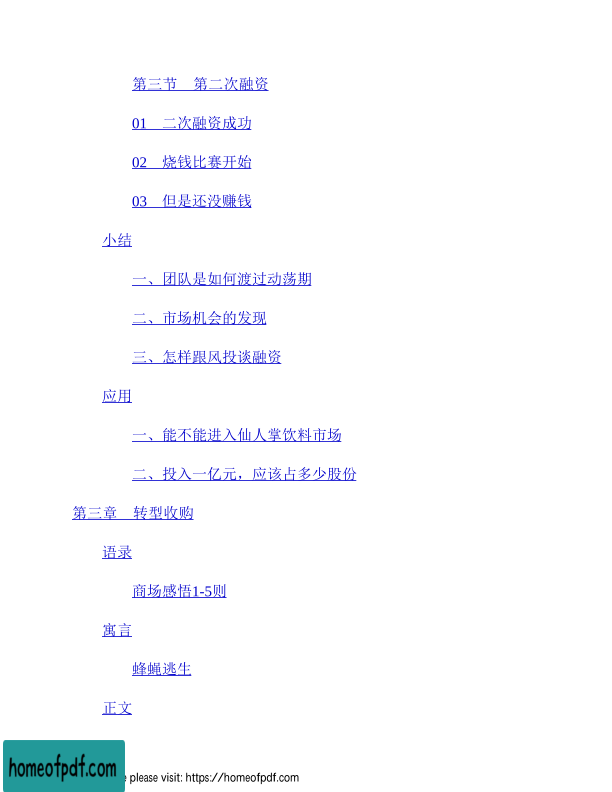 第三节　第二次融资
01　二次融资成功
02　烧钱比赛开始
03　但是还没赚钱
小结
一、团队是如何渡过动荡期
二、市场机会的发现
三、怎样跟风投谈融资
应用
一、能不能进入仙人掌饮料市场
二、投入一亿元，应该占多少股份
第三章　转型收购
语录
商场感悟1-5则
寓言
蜂蝇逃生
正文
homeofpdf.com
please visit: https://homeofpdf.com